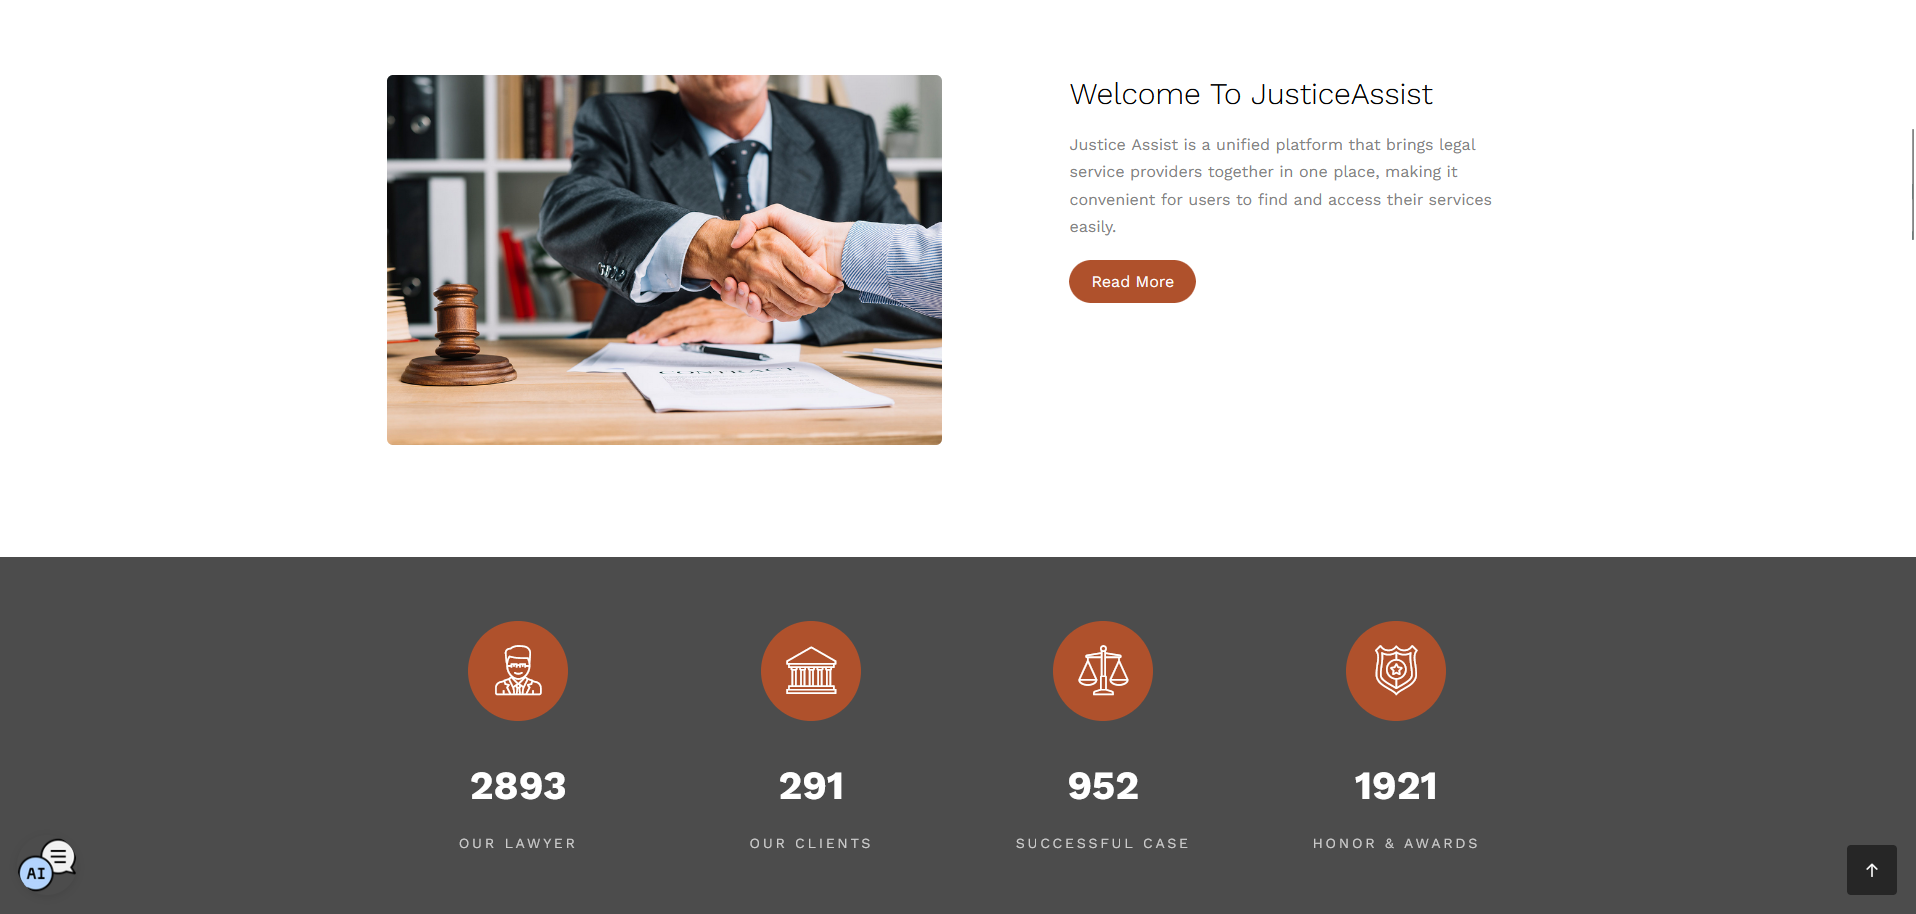 Welcome To JusticeAssist
Justice Assist is a unified platform that brings legal
service providers together in one place, making it
convenient for users to find and access their services
easily.
Read More
CONTRACT
2893
291
952
1921
OUR LAWYER
OUR CLIENTS
SUCCESSFUL CASE
HONOR & AWARDS
AI